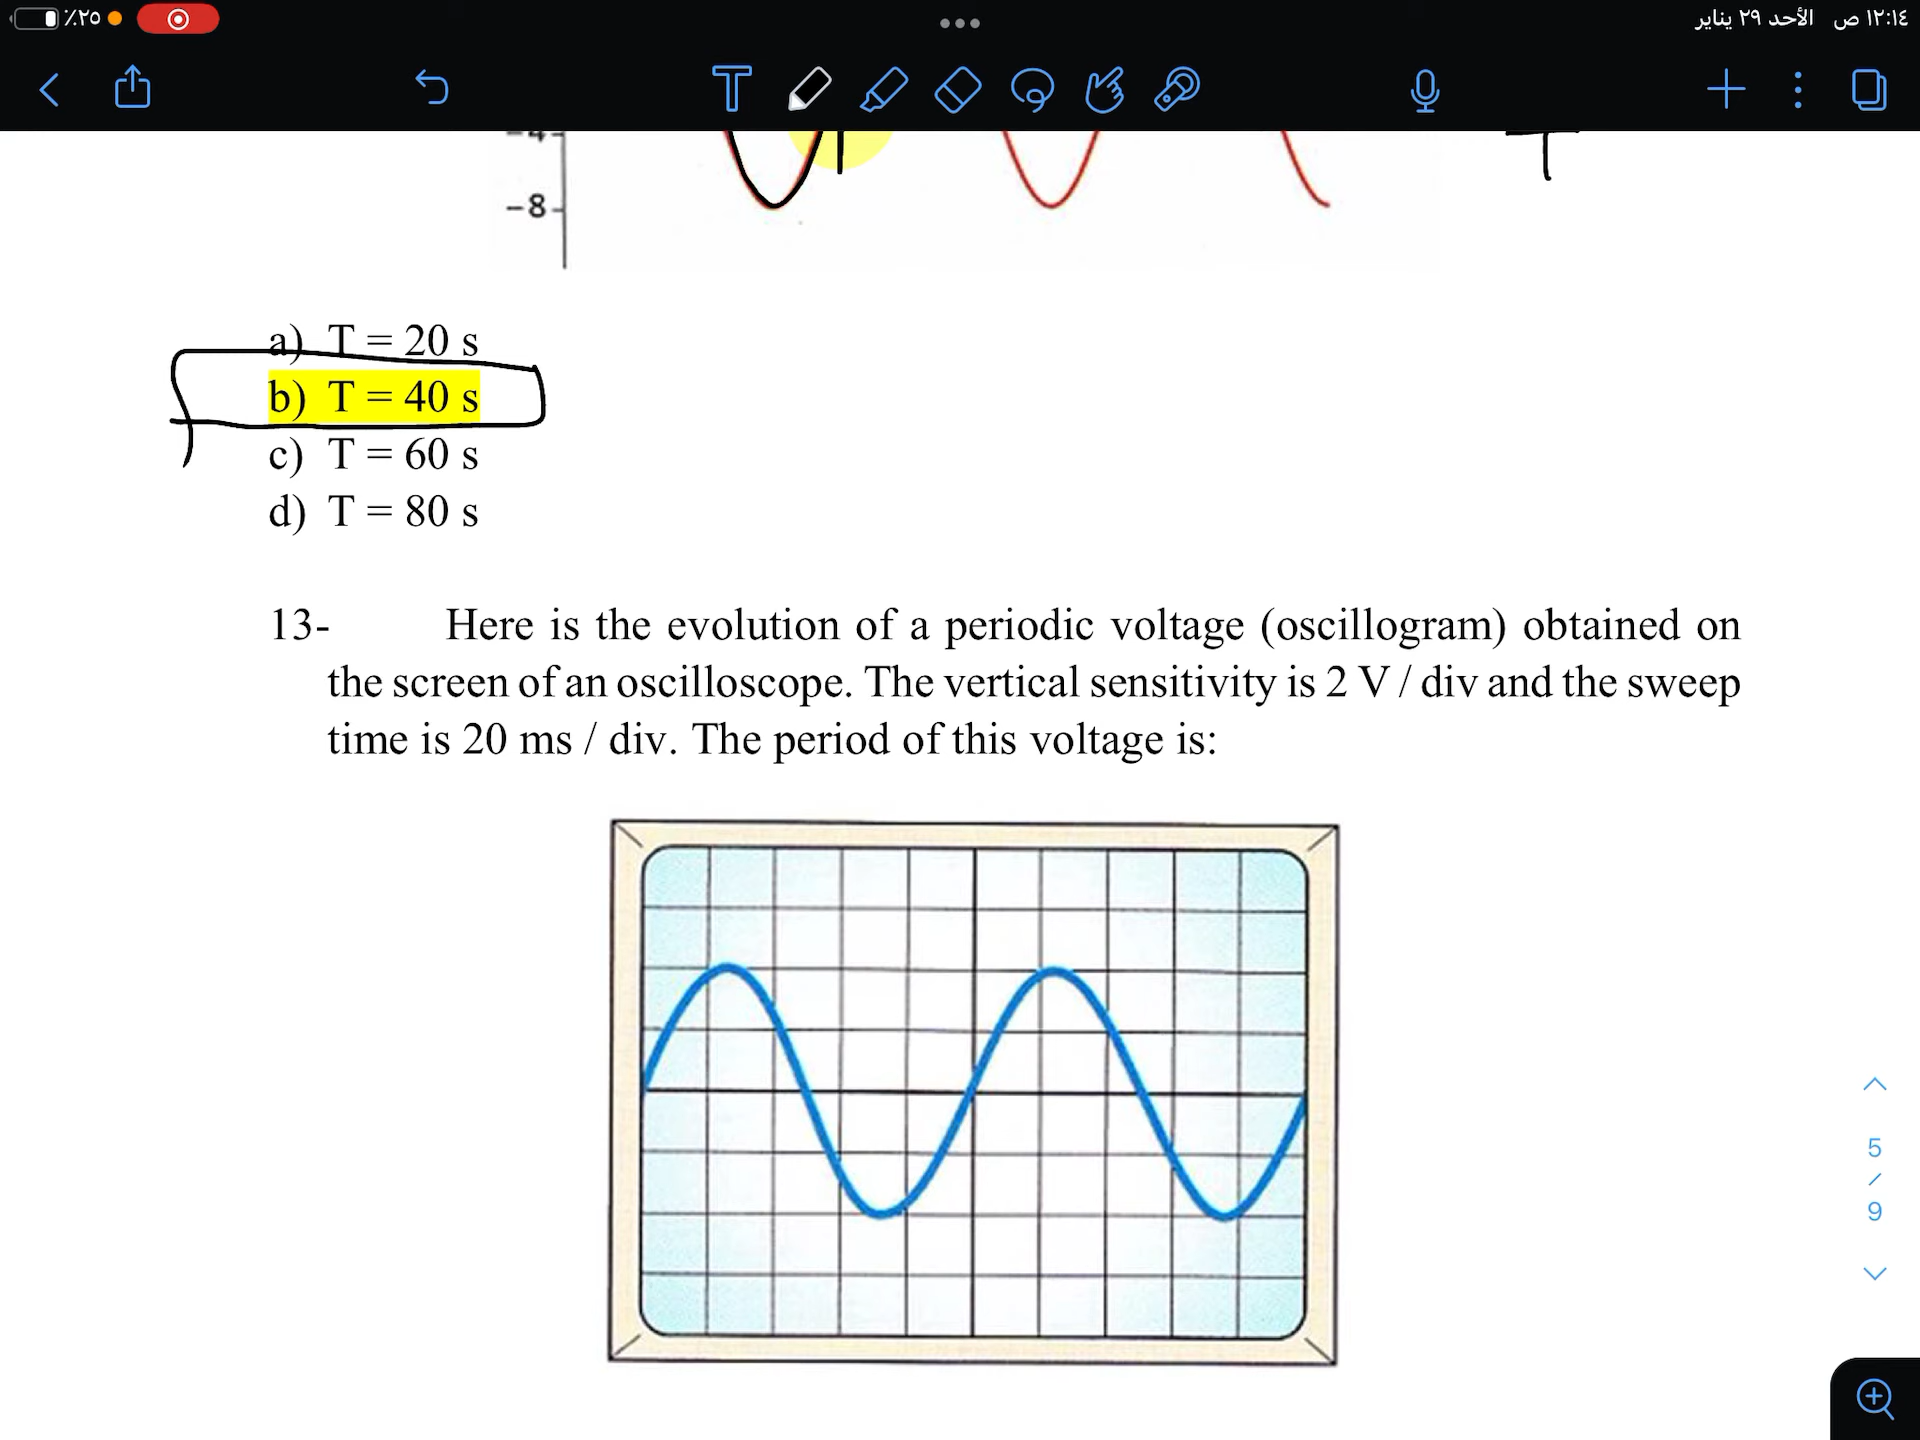 ٪٢٥
١٢:١٤ ص الأحد ٢٩ يناير
T
-4
-8
a) T = 20 s
b) T = 40 s
c) T = 60 s
d) T = 80 s
13- Here is the evolution of a periodic voltage (oscillogram) obtained on
the screen of an oscilloscope. The vertical sensitivity is 2 V / div and the sweep
time is 20 ms / div. The period of this voltage is:
5
/
9